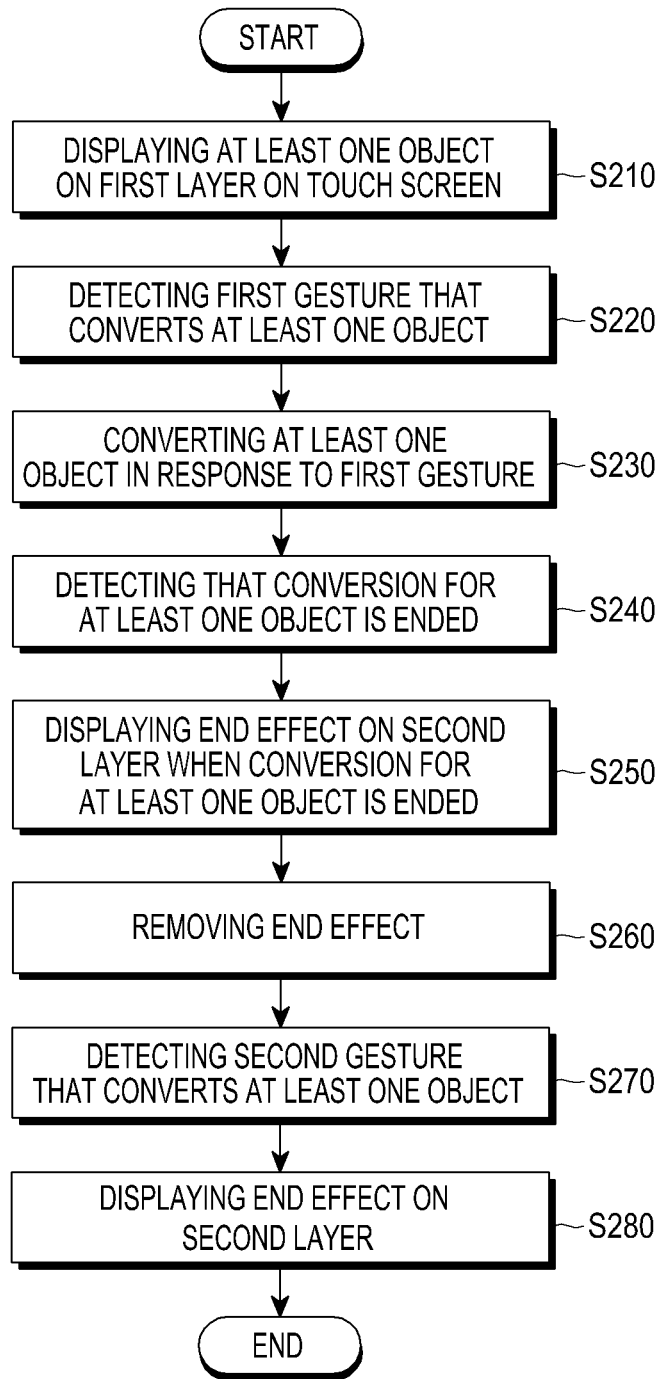 START
DISPLAYING AT LEAST ONE OBJECT
ON FIRST LAYER ON TOUCH SCREEN
S210
DETECTING FIRST GESTURE THAT
CONVERTS AT LEAST ONE OBJECT
S220
CONVERTING AT LEAST ONE
OBJECT IN RESPONSE TO FIRST GESTURE
S230
DETECTING THAT CONVERSION FOR
AT LEAST ONE OBJECT IS ENDED
S240
DISPLAYING END EFFECT ON SECOND
LAYER WHEN CONVERSION FOR
AT LEAST ONE OBJECT IS ENDED
S250
REMOVING END EFFECT
S260
DETECTING SECOND GESTURE
THAT CONVERTS AT LEAST ONE OBJECT
S270
DISPLAYING END EFFECT ON
SECOND LAYER
S280
END